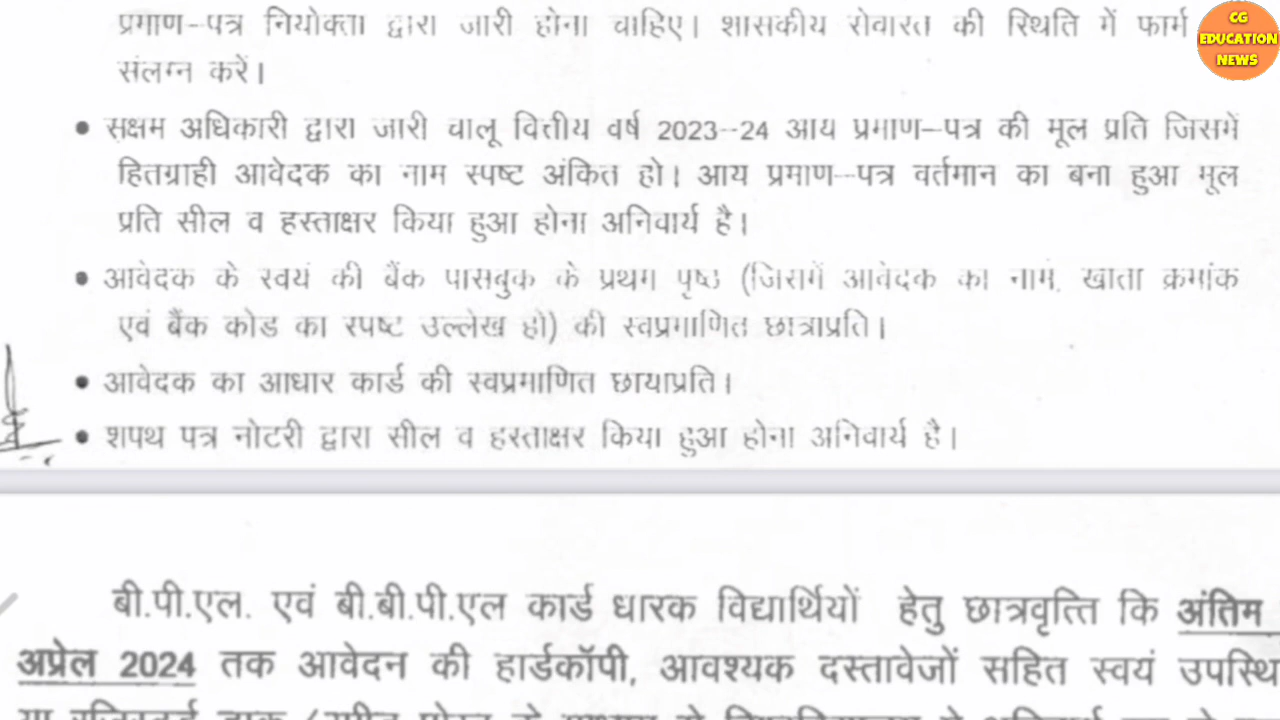 प्रमाण–पत्र नियोक्ता द्वारा जारी होना चाहिए। शासकीय सेवारत की स्थिति में फार्म
संलग्न करें।
• सक्षम अधिकारी द्वारा जारी चालू वित्तीय वर्ष 2023–24 आय प्रमाण–पत्र की मूल प्रति जिसमें
हितग्राही आवेदक का नाम स्पष्ट अंकित हो। आय प्रमाण–पत्र वर्तमान का बना हुआ मूल
प्रति सील व हस्ताक्षर किया हुआ होना अनिवार्य है।
• आवेदक के स्वयं की बैंक पासबुक के प्रथम पृष्ठ (जिसमें आवेदक का नाम, खाता क्रमांक
एवं बैंक कोड का स्पष्ट उल्लेख हो) की स्वप्रमाणित छात्राप्रति।
• आवेदक का आधार कार्ड की स्वप्रमाणित छायाप्रति।
• शपथ पत्र नोटरी द्वारा सील व हस्ताक्षर किया हुआ होना अनिवार्य है।
बी.पी.एल. एवं बी.बी.पी.एल कार्ड धारक विद्यार्थियों हेतु छात्रवृत्ति कि अंतिम
अप्रेल 2024 तक आवेदन की हार्डकॉपी, आवश्यक दस्तावेजों सहित स्वयं
CG
EDUCATION
NEWS